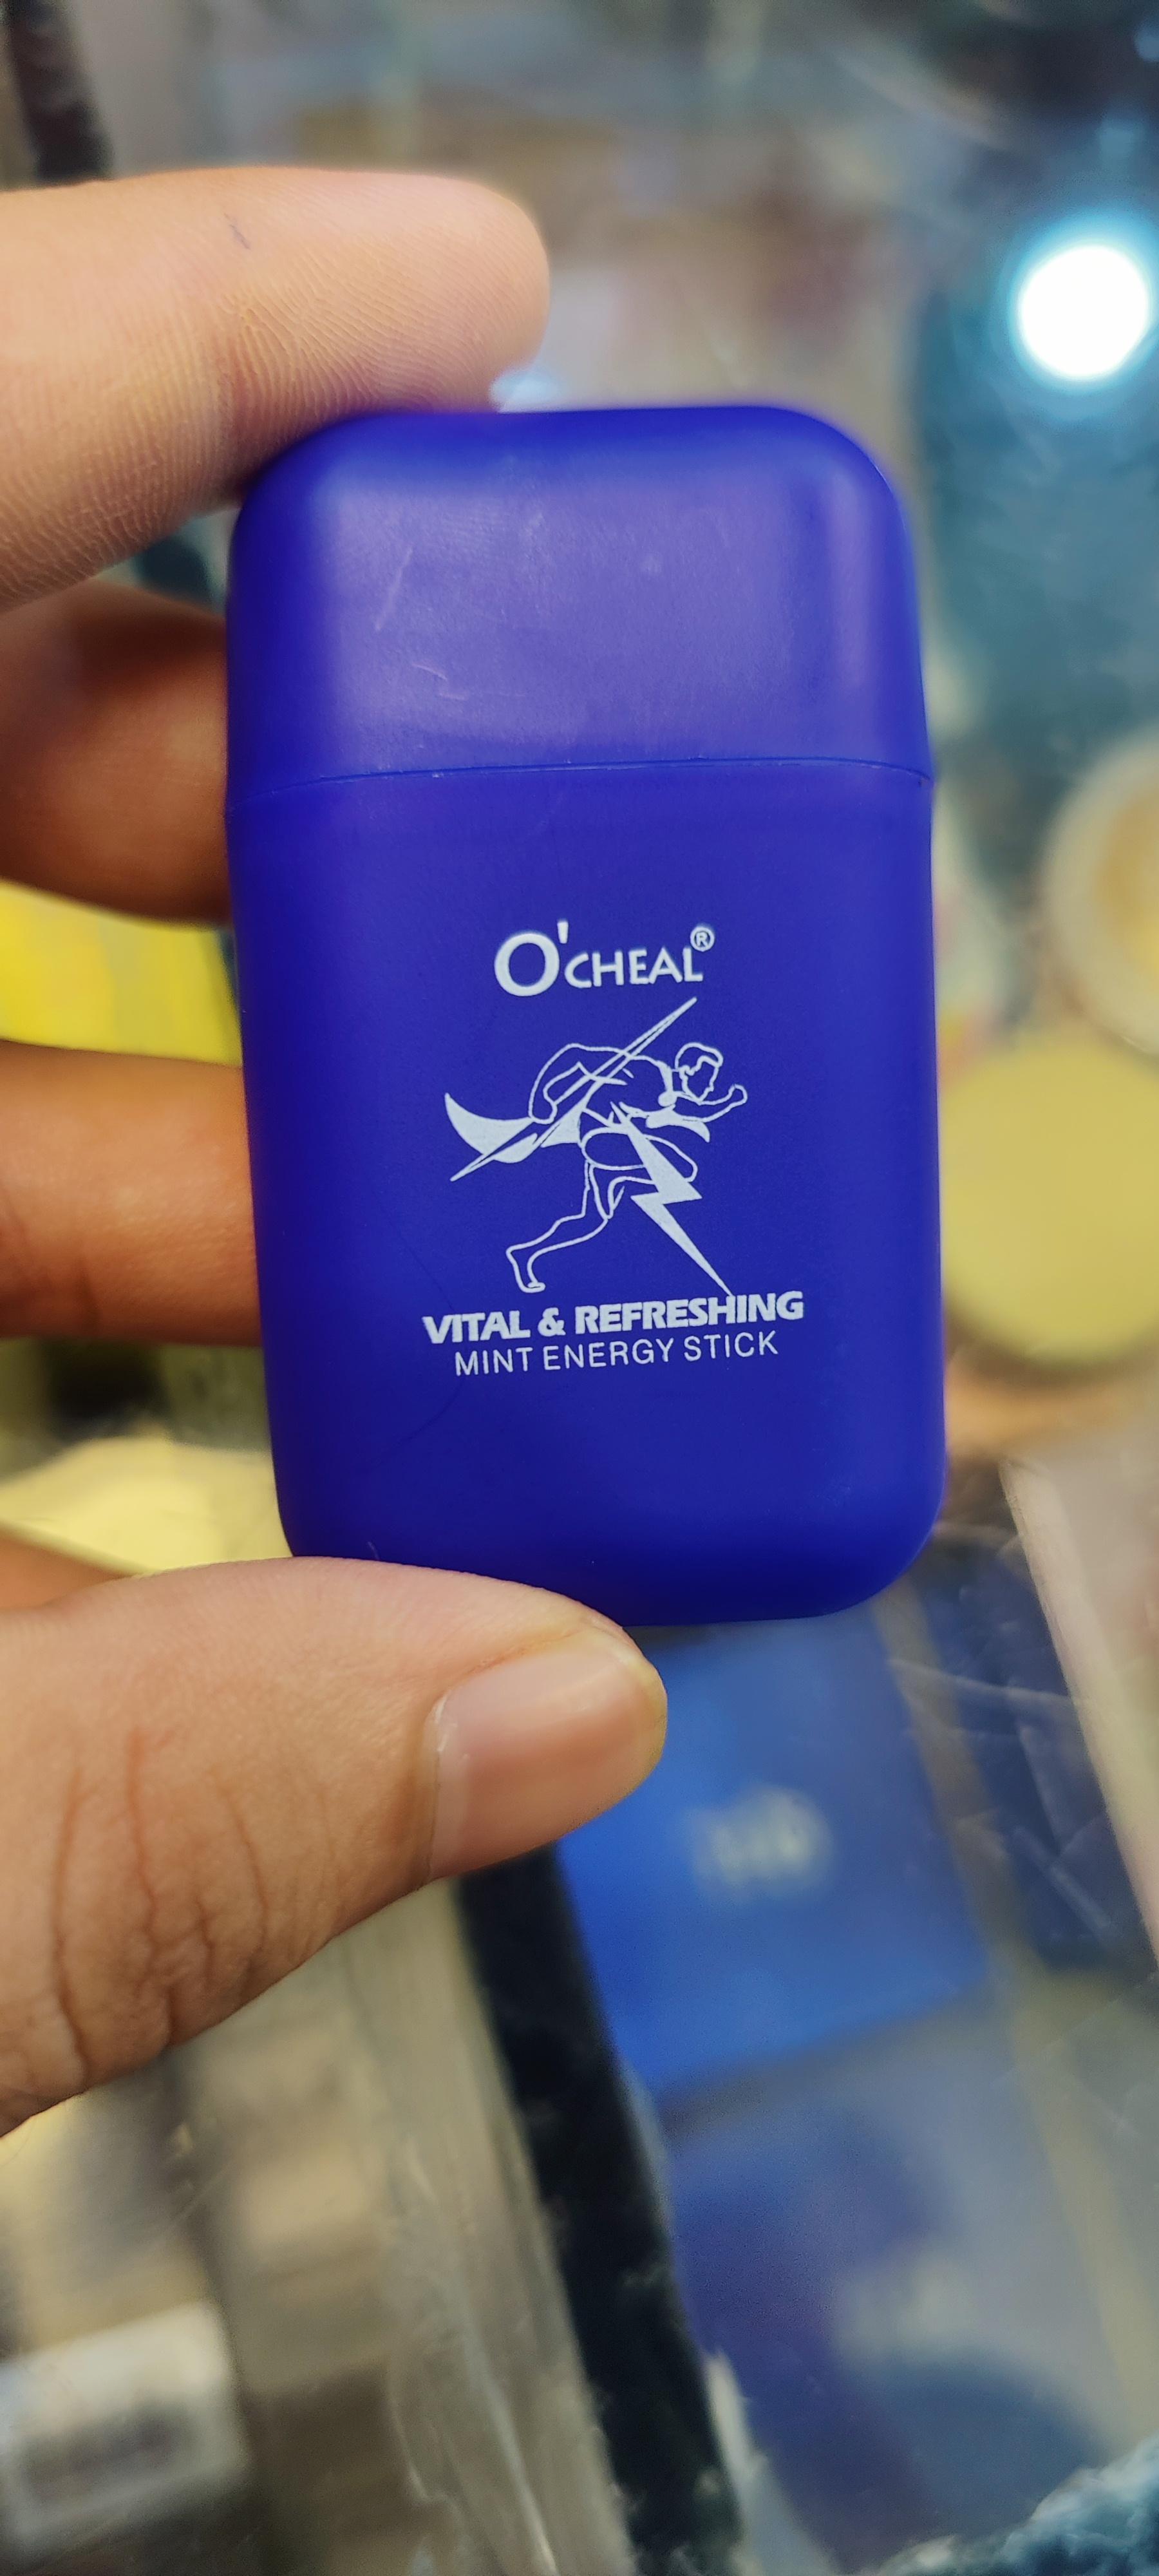 O'CHEAL®
VITAL & REFRESHING
MINT ENERGY STICK